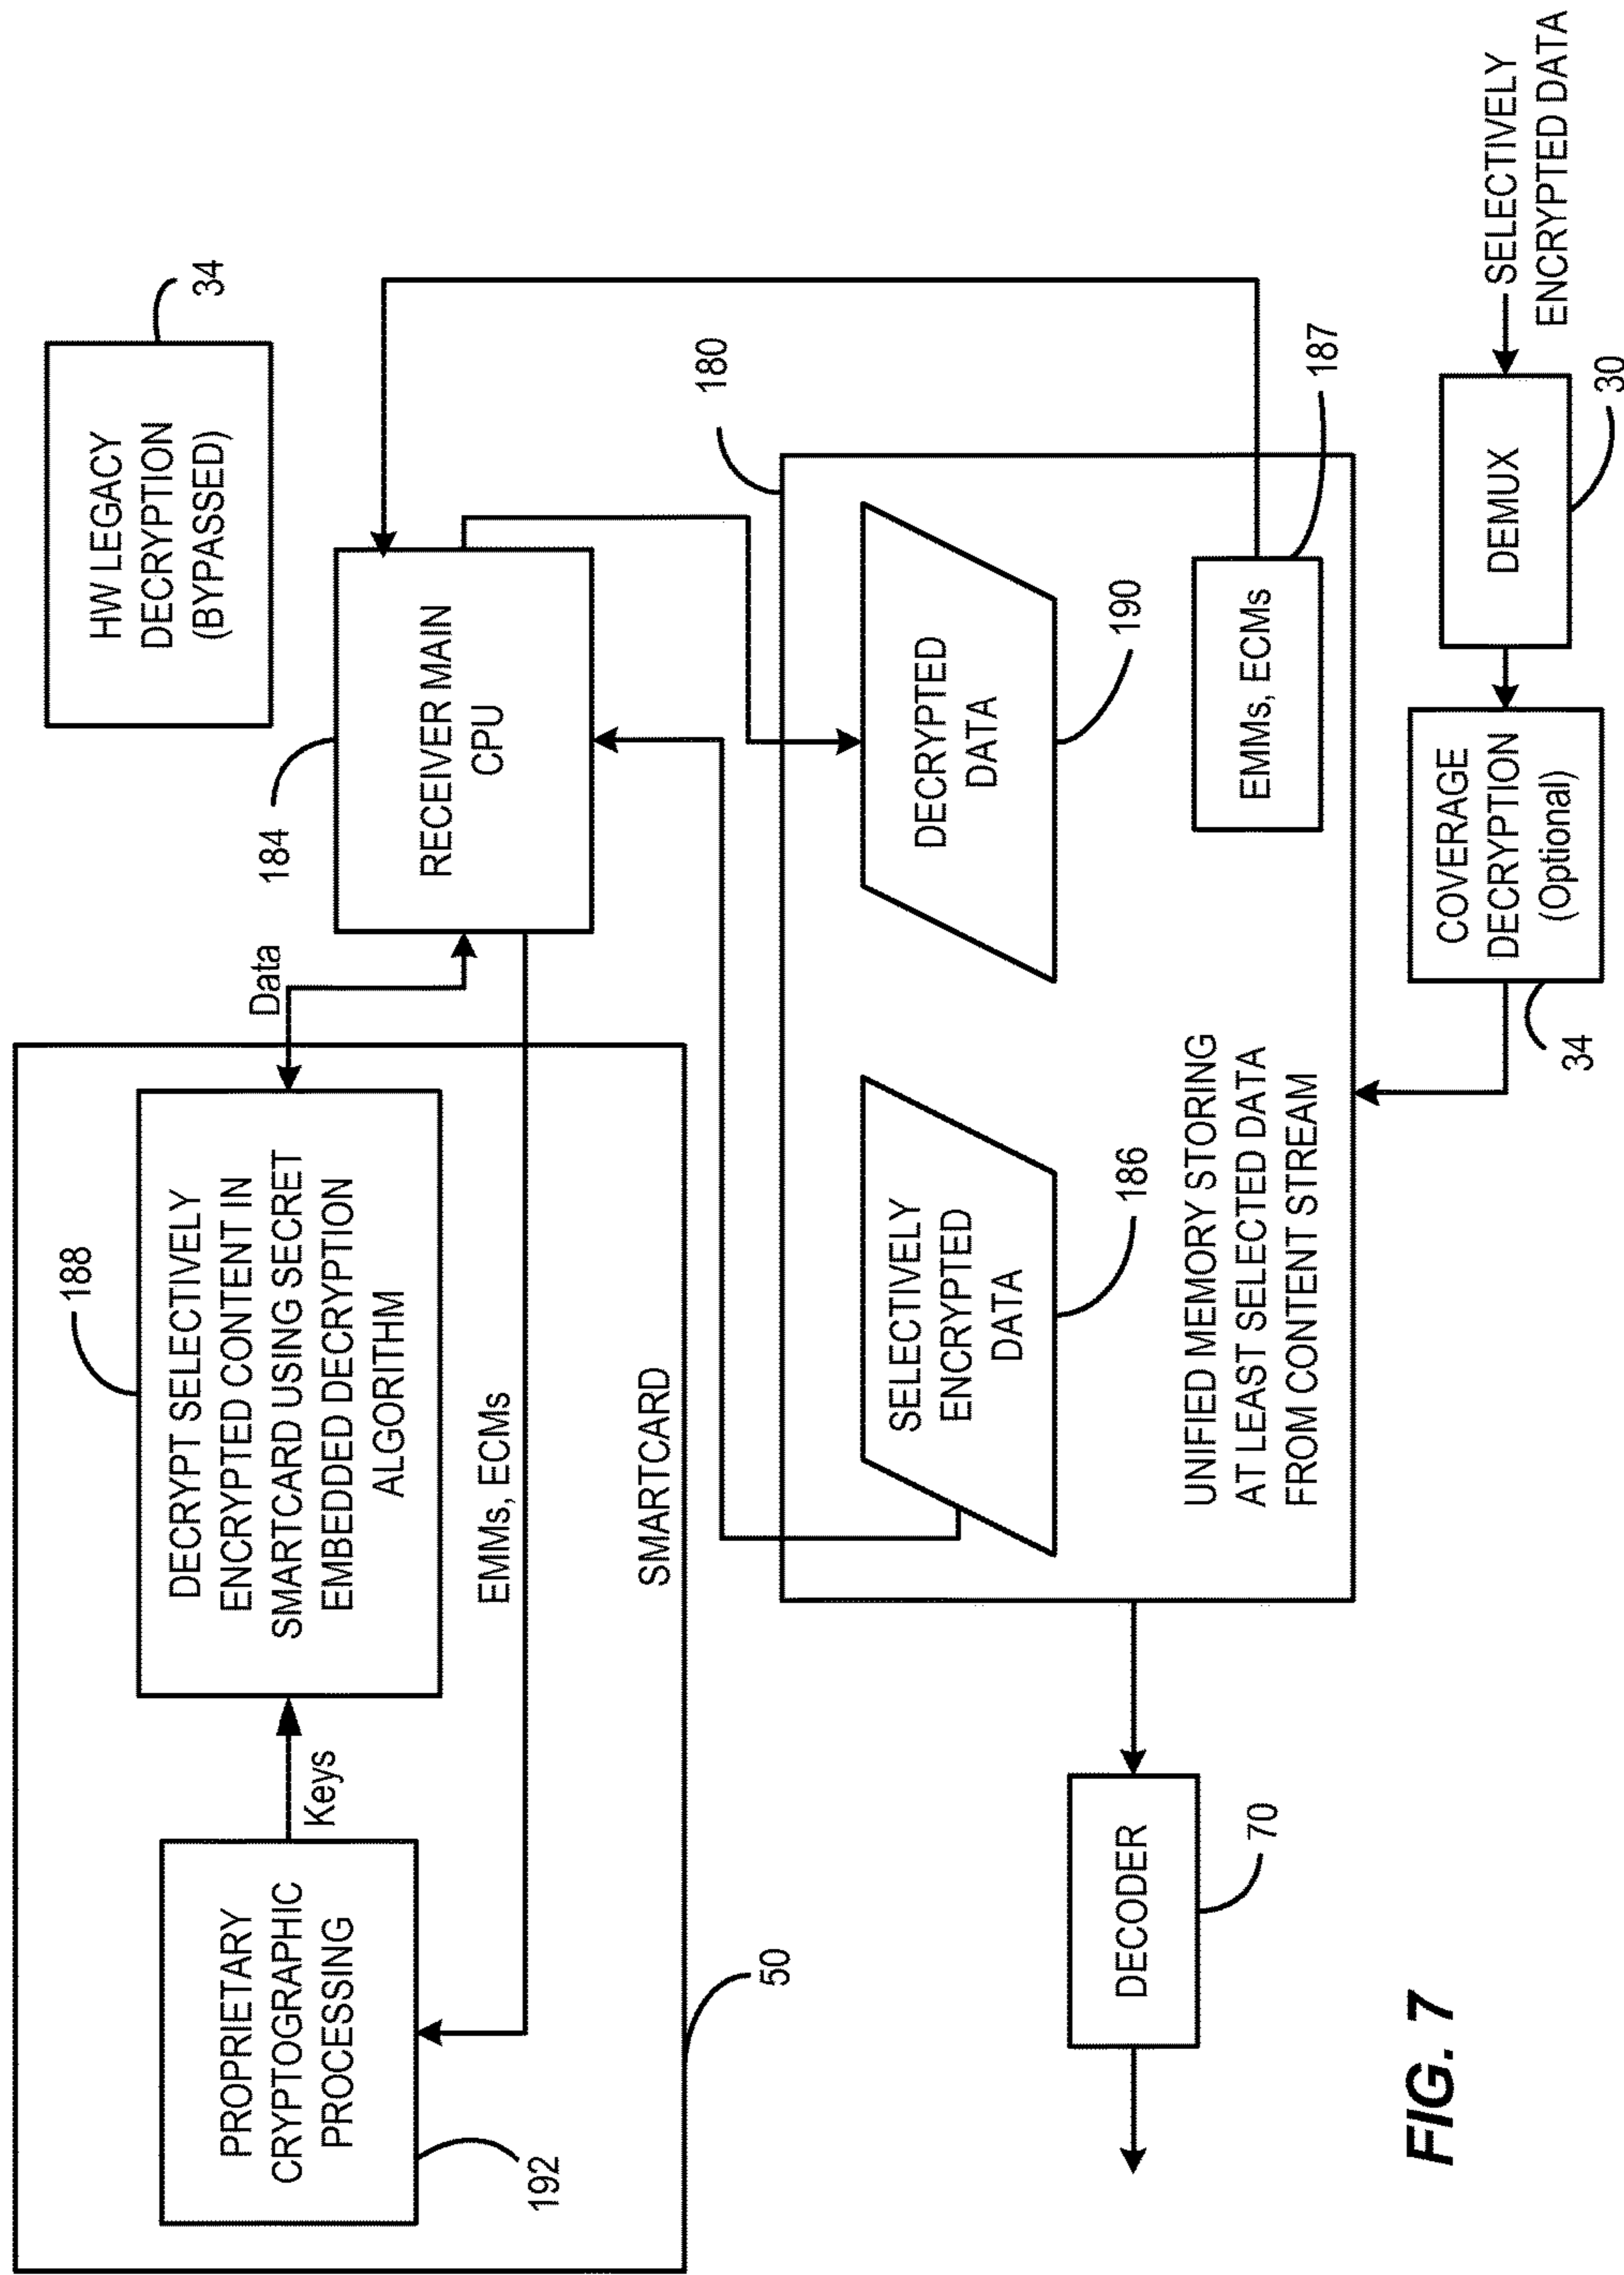 50
SMARTCARD
PROPRIETARY
CRYPTOGRAPHIC
PROCESSING
192
Keys
188
DECRYPT SELECTIVELY
ENCRYPTED CONTENT IN
SMARTCARD USING SECRET
EMBEDDED DECRYPTION
ALGORITHM
EMMs, ECMs
Data
184
RECEIVER MAIN
CPU
HW LEGACY
DECRYPTION
(BYPASSED)
34
180
SELECTIVELY
ENCRYPTED
DATA
186
DECRYPTED
DATA
190
EMMs, ECMs
187
UNIFIED MEMORY STORING
AT LEAST SELECTED DATA
FROM CONTENT STREAM
DECODER
70
COVERAGE
DECRYPTION
(Optional)
34
DEMUX
30
SELECTIVELY
ENCRYPTED DATA
FIG. 7